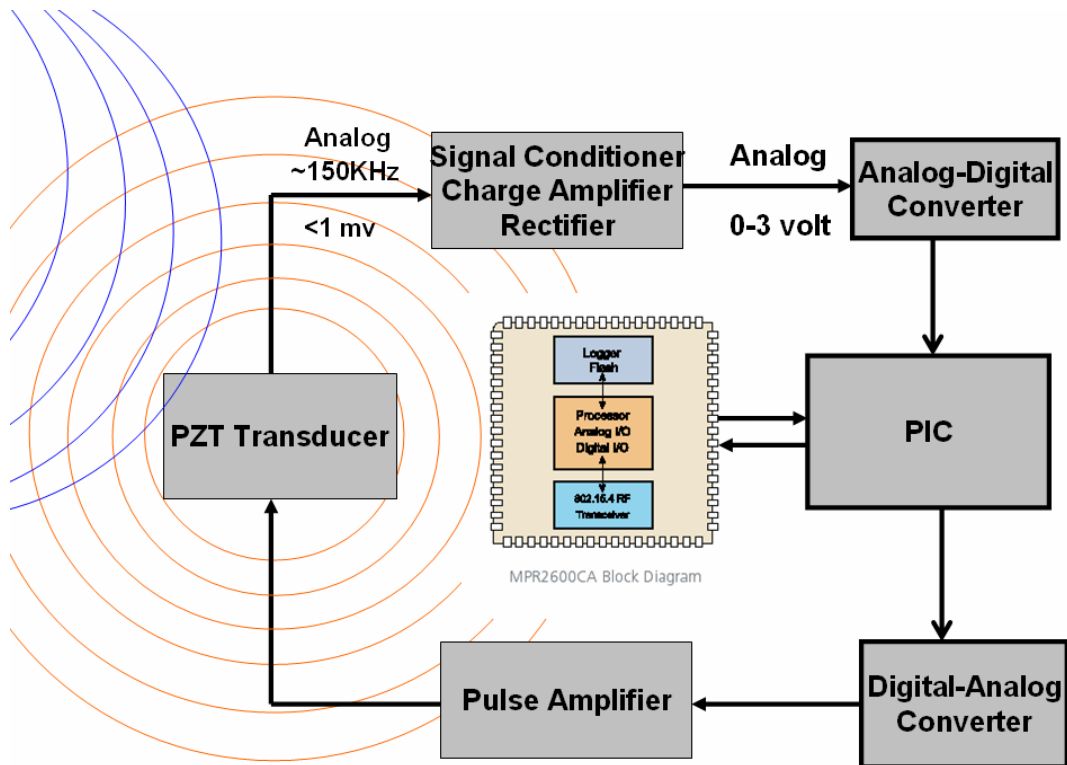 Analog
~150KHz
<1 mv
Signal Conditioner
Charge Amplifier
Rectifier
Analog
0-3 volt
Analog-Digital
Converter
Logger
Flash
Processor
Analog I/O
Digital I/O
802.15.4 RF
Transceiver
MPR2600CA Block Diagram
PZT Transducer
PIC
Pulse Amplifier
Digital-Analog
Converter